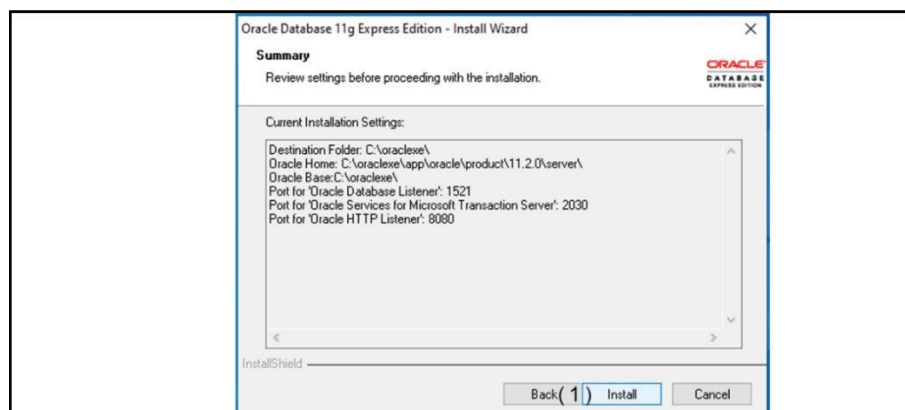 Oracle Database 11g Express Edition - Install Wizard
Summary
Review settings before proceeding with the installation.
ORACLE
DATABASE
EXPRESS EDITION
Current Installation Settings:
Destination Folder: C:\oraclexe\
Oracle Home: C:\oraclexe\app\oracle\product\11.2.0\server\
Oracle Base:C:\oraclexe\
Port for 'Oracle Database Listener': 1521
Port for 'Oracle Services for Microsoft Transaction Server': 2030
Port for 'Oracle HTTP Listener': 8080
InstallShield
Back (1) Install Cancel